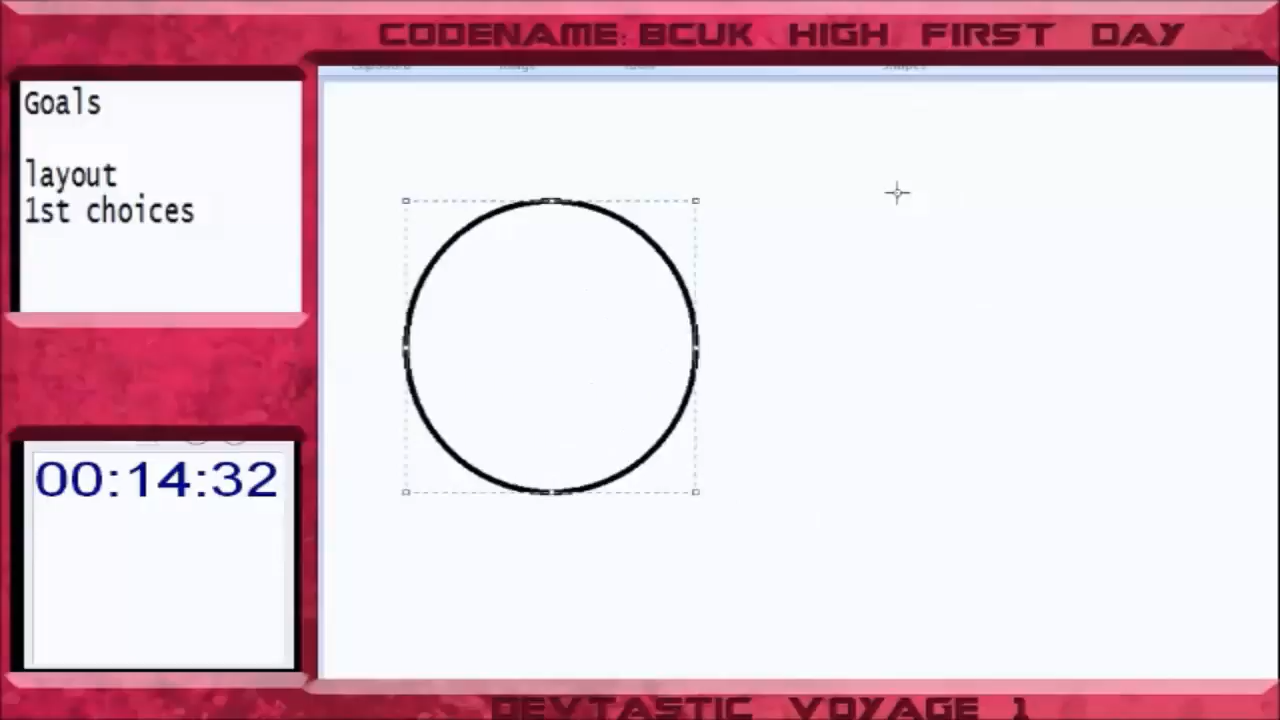 CODENAME: BCUK HIGH FIRST DAY
Goals
layout
1st choices
00:14:32
DEVTASTIC VOYAGE 1